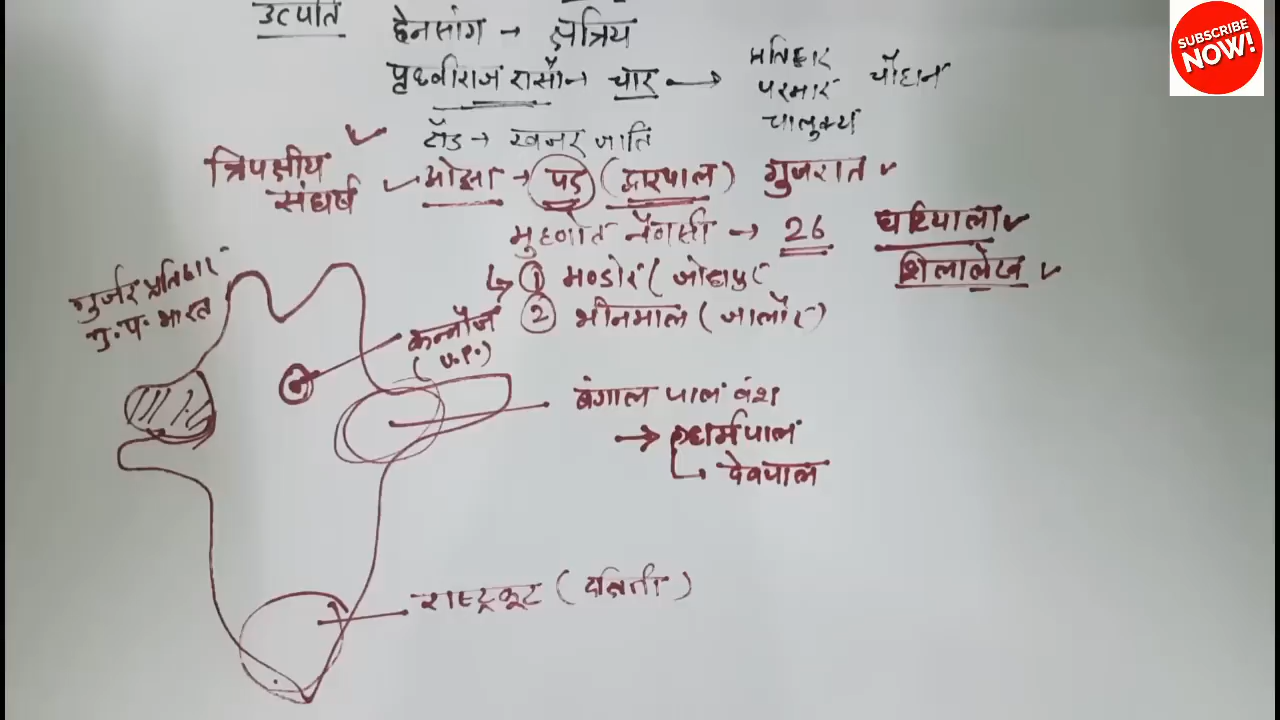 उत्पति
ह्वेनसांग → क्षत्रिय
पृथ्वीराज रासौ → चार → प्रतिहार
परमार चौहान
चालुक्य
टॉड → खजर जाति
त्रिपक्षीय संघर्ष
ओझा → पद (द्वारपाल) गुजरात
मुहणोत नैणसी → 26 घटियाला शिलालेख
① मण्डोर (जोधपुर
② भीनमाल (जालौर)
गुर्जर प्रतिहार
गु.प. भारत
कन्नौज
(U.P.)
बंगाल पाल वंश
→ धर्मपाल
देवपाल
राष्ट्रकूट (दक्षिणी)
SUBSCRIBE
NOW!